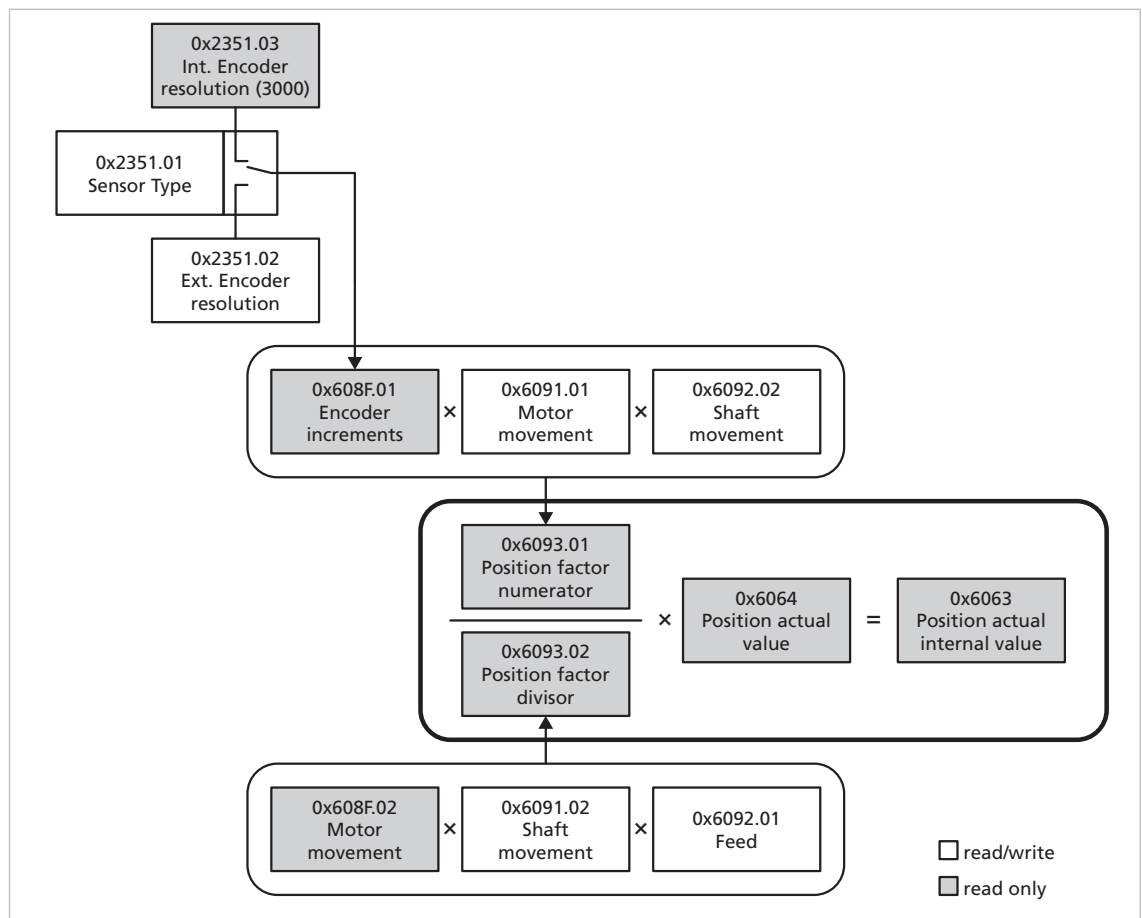 0x2351.03
Int. Encoder
resolution (3000)
0x2351.01
Sensor Type
0x2351.02
Ext. Encoder
resolution
0x608F.01
Encoder
increments
×
0x6091.01
Motor
movement
×
0x6092.02
Shaft
movement
0x6093.01
Position factor
numerator
0x6093.02
Position factor
divisor
×
0x6064
Position actual
value
=
0x6063
Position actual
internal value
0x608F.02
Motor
movement
×
0x6091.02
Shaft
movement
×
0x6092.01
Feed
read/write
read only